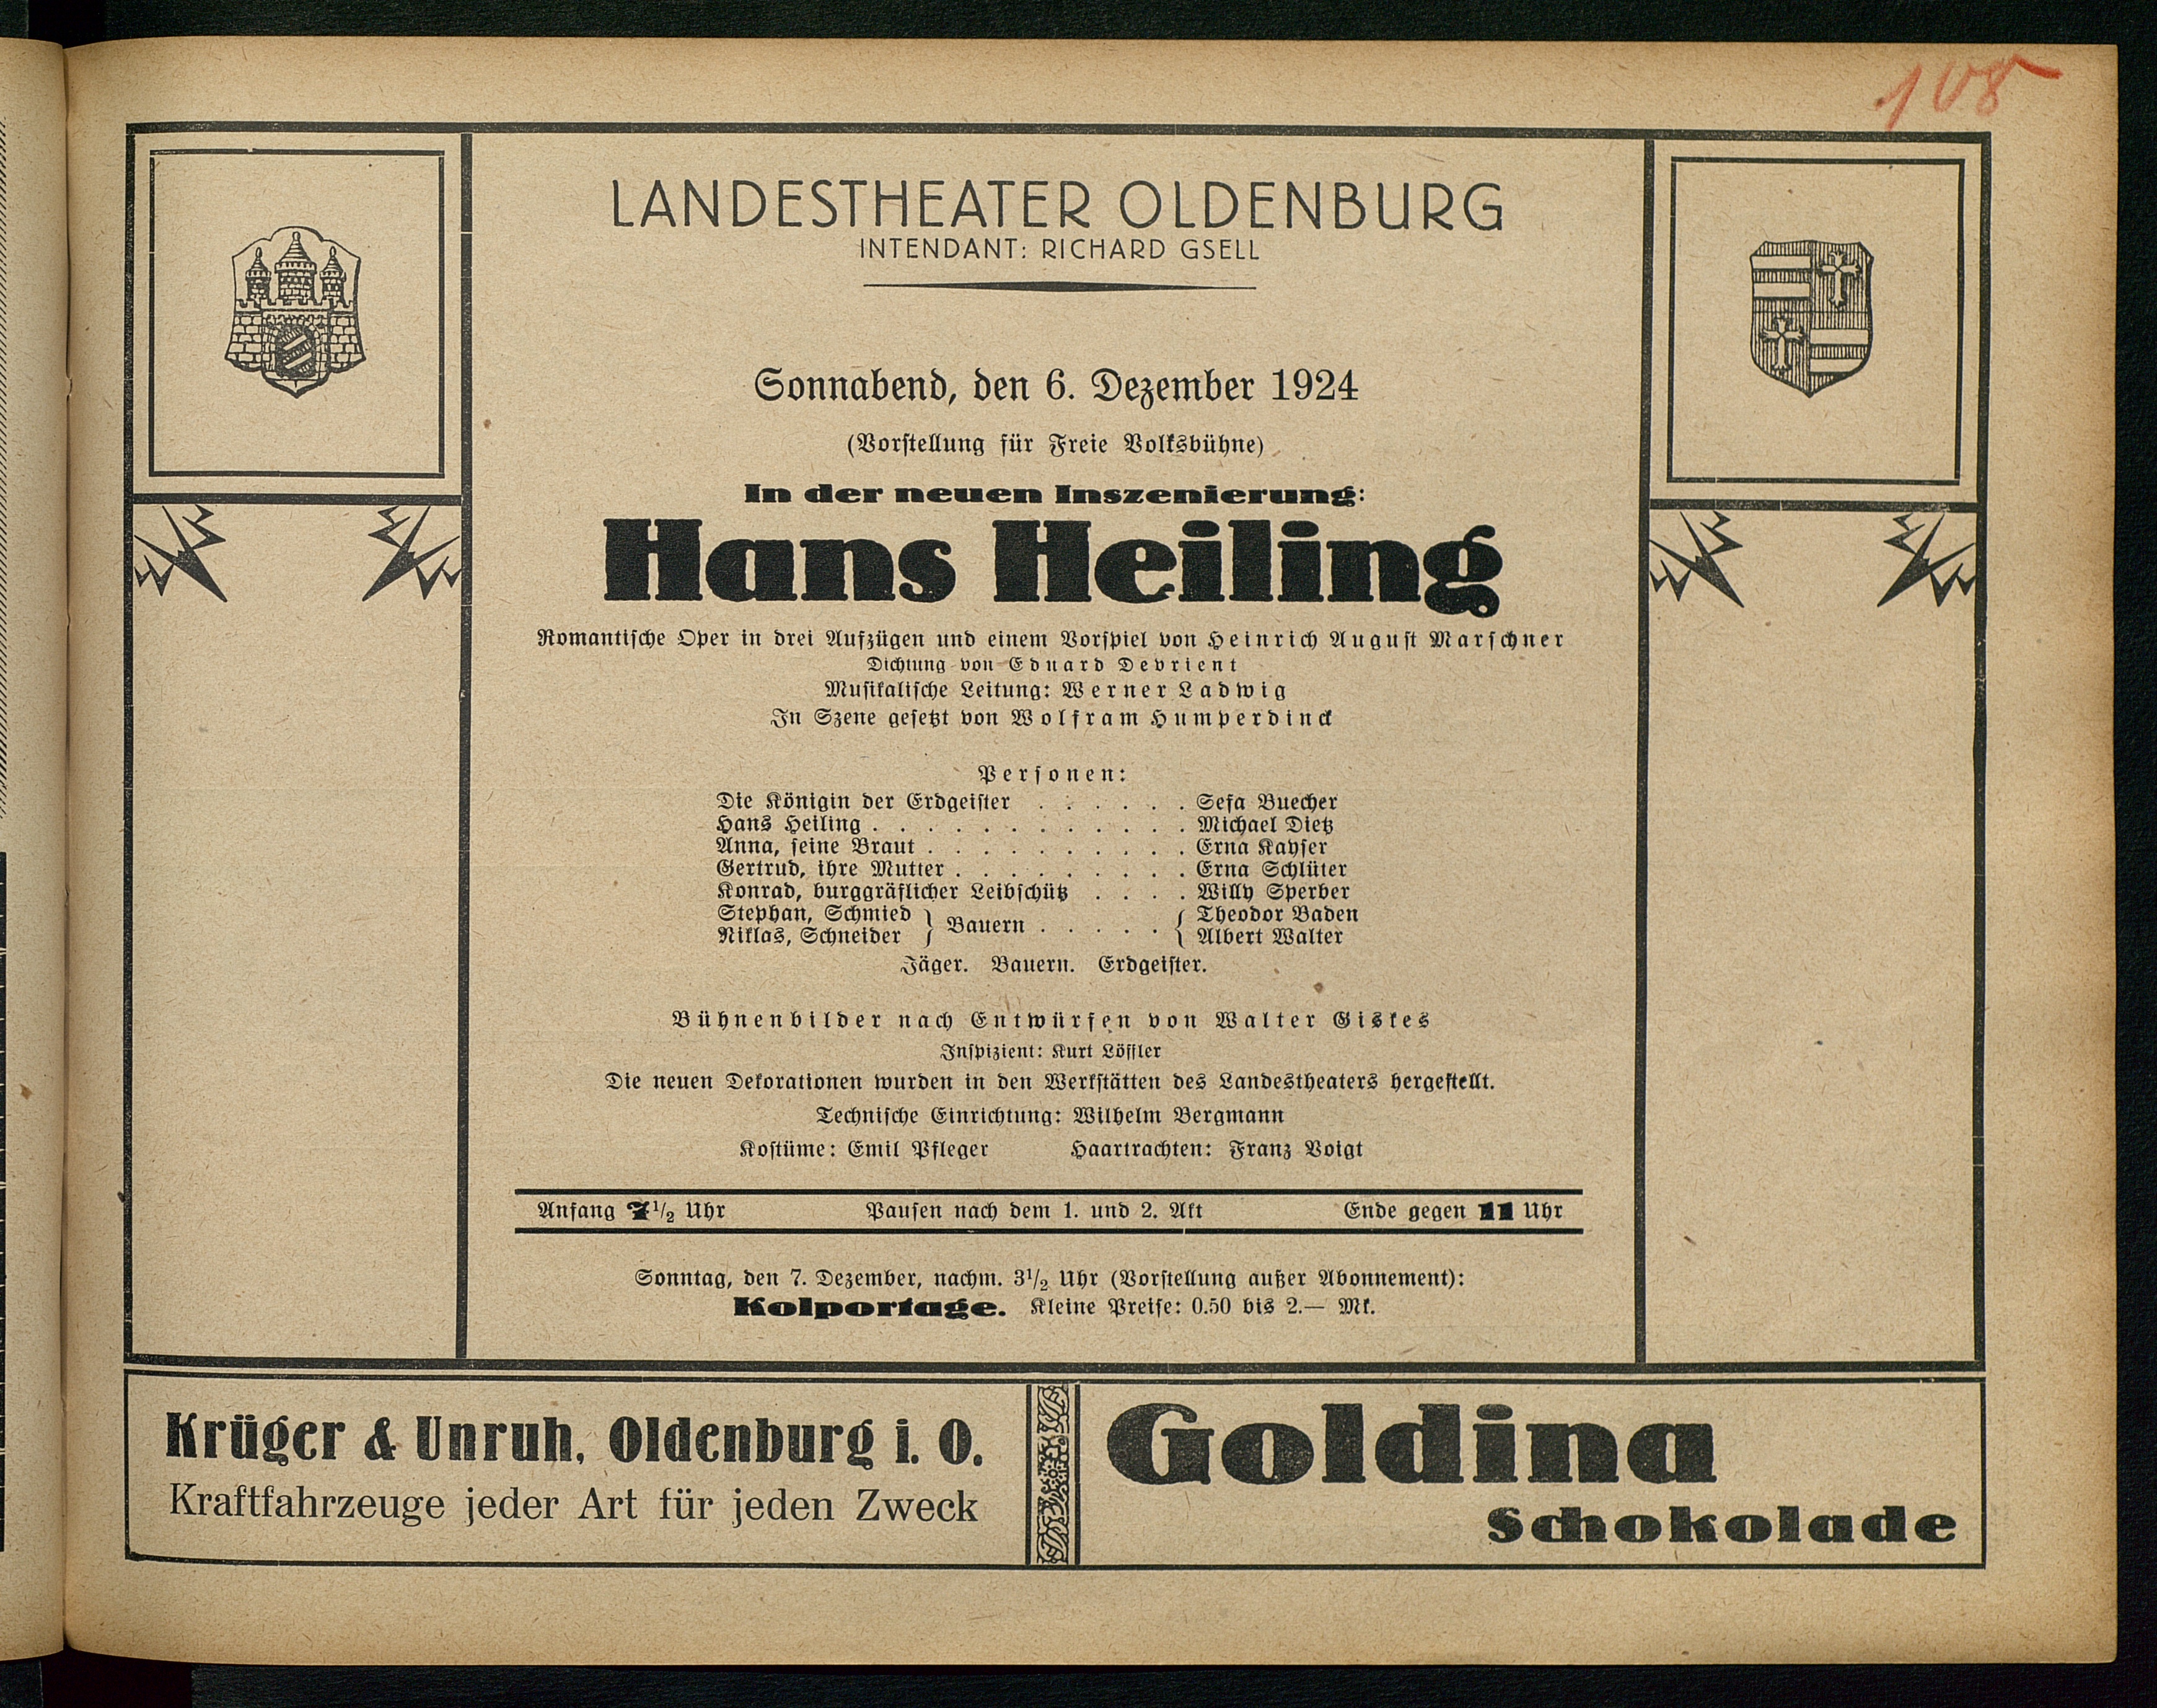 108
LANDESTHEATER OLDENBURG
INTENDANT: RICHARD GSELL
Sonnabend, den 6. Dezember 1924
(Vorstellung für Freie Volksbühne)
In der neuen Inszenierung:
Hans Heiling
Romantische Oper in drei Aufzügen und einem Vorspiel von Heinrich August Marschner
Dichtung von Eduard Devrient
Musikalische Leitung: Werner Ladwig
In Szene gesetzt von Wolfram Humperdinck
Personen:
Die Königin der Erdgeister . . . . . . Sefa Buecher
Hans Heiling . . . . . . . . . . . . Michael Dietz
Anna, seine Braut . . . . . . . . . . Erna Kayser
Gertrud, ihre Mutter . . . . . . . . . Erna Schlüter
Konrad, burggräflicher Leibschütz . . . . Willy Sperber
Stephan, Schmied } Bauern . . . . . { Theodor Baden
Niklas, Schneider } { Albert Walter
Jäger. Bauern. Erdgeister.
Bühnenbilder nach Entwürfen von Walter Giskes
Inspizient: Kurt Löffler
Die neuen Dekorationen wurden in den Werkstätten des Landestheaters hergestellt.
Technische Einrichtung: Wilhelm Bergmann
Kostüme: Emil Pfleger Haartrachten: Franz Voigt
Anfang 7 1/2 Uhr Pausen nach dem 1. und 2. Akt Ende gegen 11 Uhr
Sonntag, den 7. Dezember, nachm. 3 1/2 Uhr (Vorstellung außer Abonnement):
Kolportage. Kleine Preise: 0.50 bis 2.— Mk.
Krüger & Unruh, Oldenburg i. O.
Kraftfahrzeuge jeder Art für jeden Zweck
Goldina
Schokolade